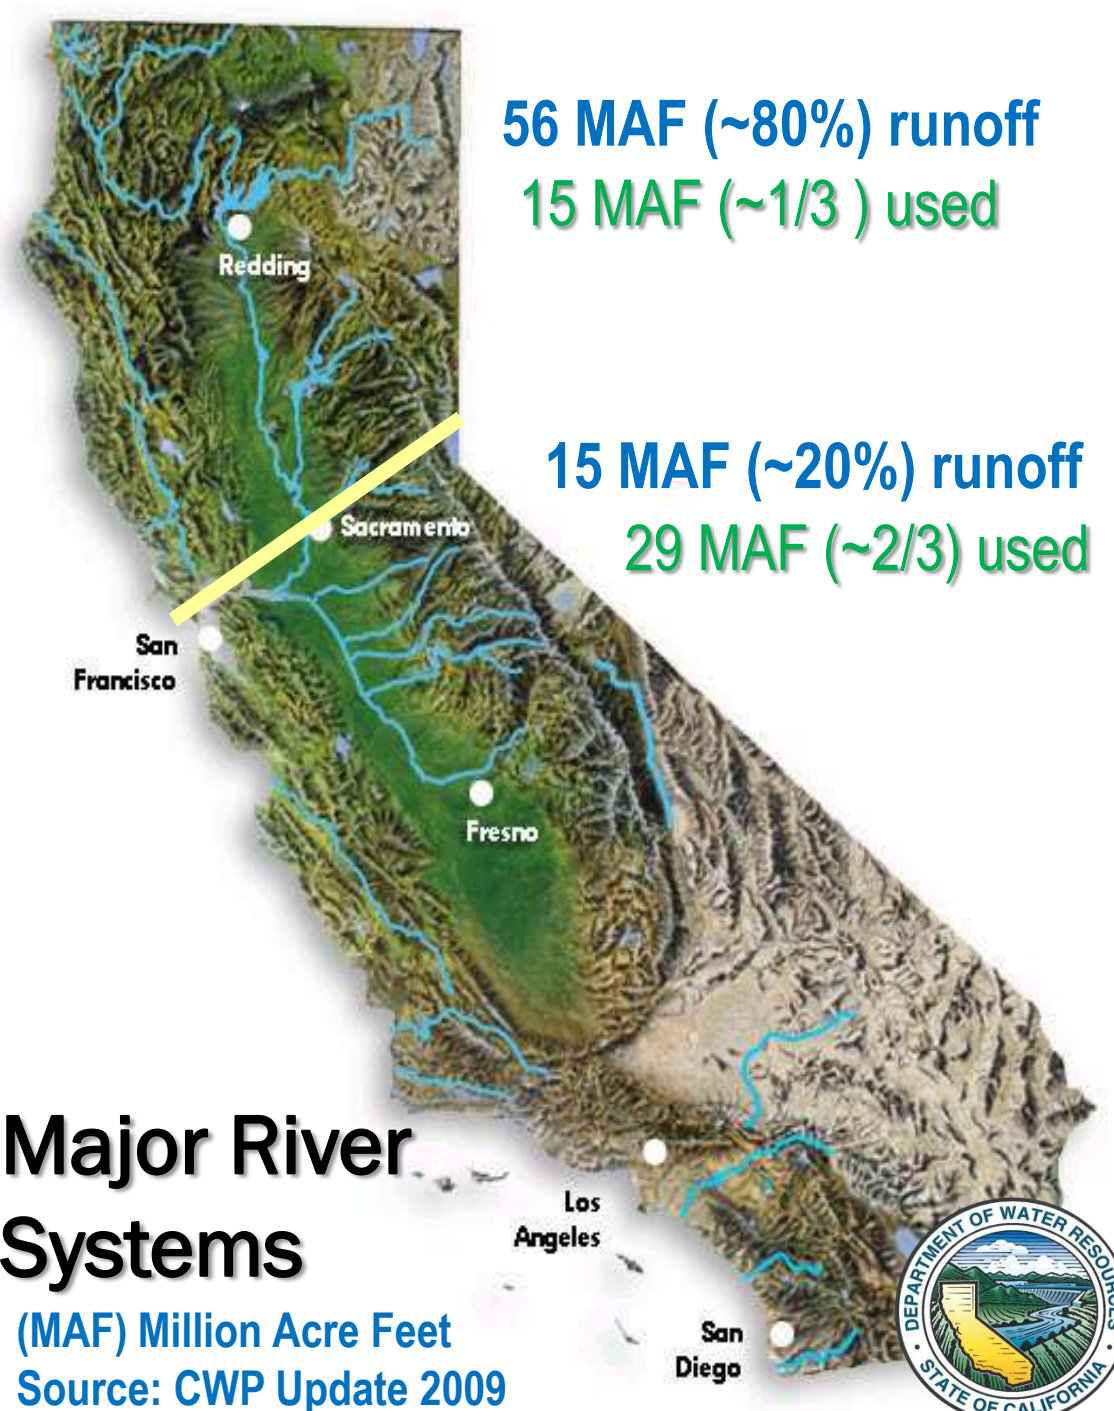 56 MAF (~80%) runoff
15 MAF (~1/3 ) used
Redding
15 MAF (~20%) runoff
Sacramento
29 MAF (~2/3) used
San
Francisco
Fresno
Major River
Systems
Los
Angeles
(MAF) Million Acre Feet
Source: CWP Update 2009
San
Diego
DEPARTMENT OF WATER RESOURCES
STATE OF CALIFORNIA